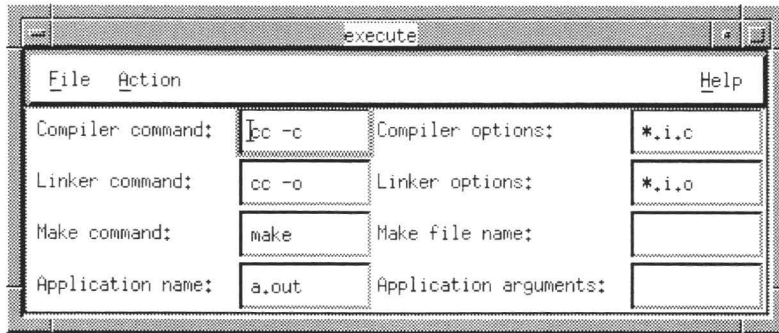 execute
File Action Help
Compiler command: cc -c Compiler options: *.i.c
Linker command: cc -o Linker options: *.i.o
Make command: make Make file name:
Application name: a.out Application arguments: